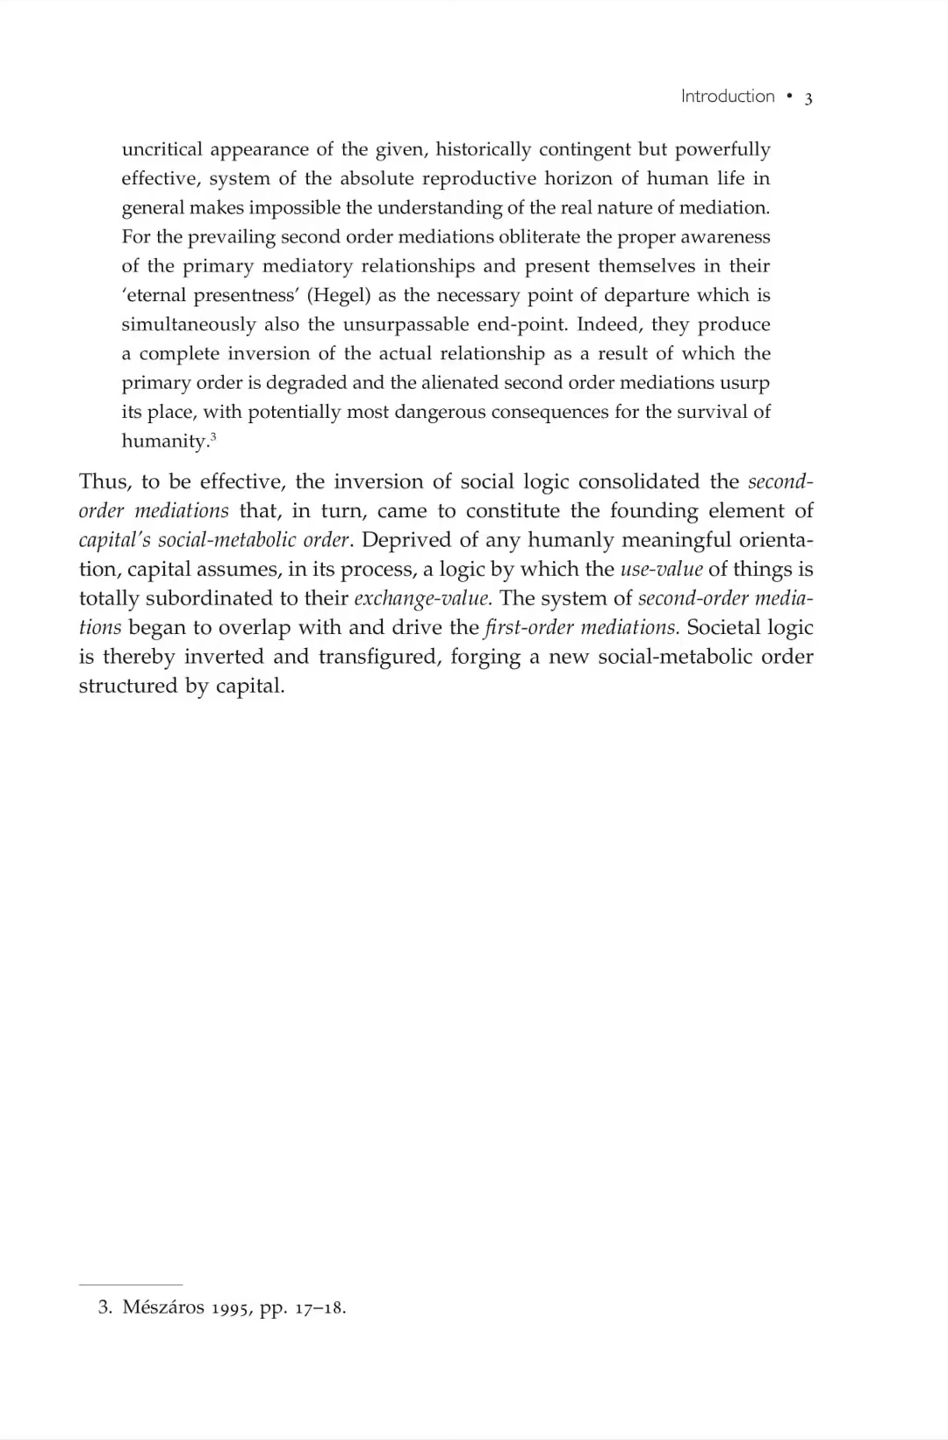 Introduction • 3
uncritical appearance of the given, historically contingent but powerfully
effective, system of the absolute reproductive horizon of human life in
general makes impossible the understanding of the real nature of mediation.
For the prevailing second order mediations obliterate the proper awareness
of the primary mediatory relationships and present themselves in their
‘eternal presentness’ (Hegel) as the necessary point of departure which is
simultaneously also the unsurpassable end-point. Indeed, they produce
a complete inversion of the actual relationship as a result of which the
primary order is degraded and the alienated second order mediations usurp
its place, with potentially most dangerous consequences for the survival of
humanity.³
Thus, to be effective, the inversion of social logic consolidated the second-
order mediations that, in turn, came to constitute the founding element of
capital’s social-metabolic order. Deprived of any humanly meaningful orienta-
tion, capital assumes, in its process, a logic by which the use-value of things is
totally subordinated to their exchange-value. The system of second-order media-
tions began to overlap with and drive the first-order mediations. Societal logic
is thereby inverted and transfigured, forging a new social-metabolic order
structured by capital.
3. Mészáros 1995, pp. 17–18.